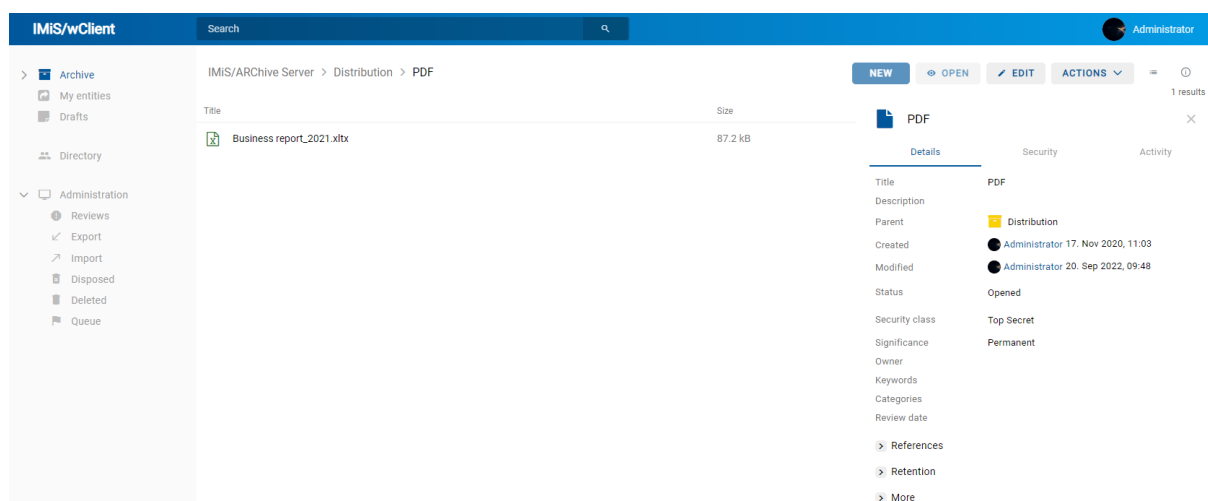 IMiS/wClient
Search
Administrator
Archive
My entities
Drafts
Directory
Administration
Reviews
Export
Import
Disposed
Deleted
Queue
IMiS/ARChive Server > Distribution > PDF
NEW OPEN EDIT ACTIONS
1 results
Title Size
Business report_2021.xltx 87.2 kB
PDF
Details Security Activity
Title PDF
Description
Parent Distribution
Created Administrator 17. Nov 2020, 11:03
Modified Administrator 20. Sep 2022, 09:48
Status Opened
Security class Top Secret
Significance Permanent
Owner
Keywords
Categories
Review date
References
Retention
More